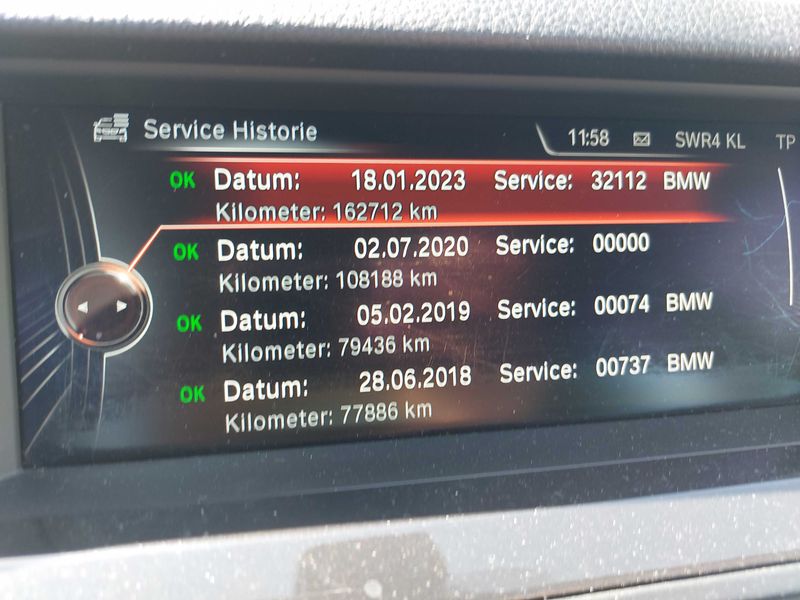 Service Historie 11:58 SWR4 KL TP
OK Datum: 18.01.2023 Service: 32112 BMW
Kilometer: 162712 km
OK Datum: 02.07.2020 Service: 00000
Kilometer: 108188 km
OK Datum: 05.02.2019 Service: 00074 BMW
Kilometer: 79436 km
OK Datum: 28.06.2018 Service: 00737 BMW
Kilometer: 77886 km